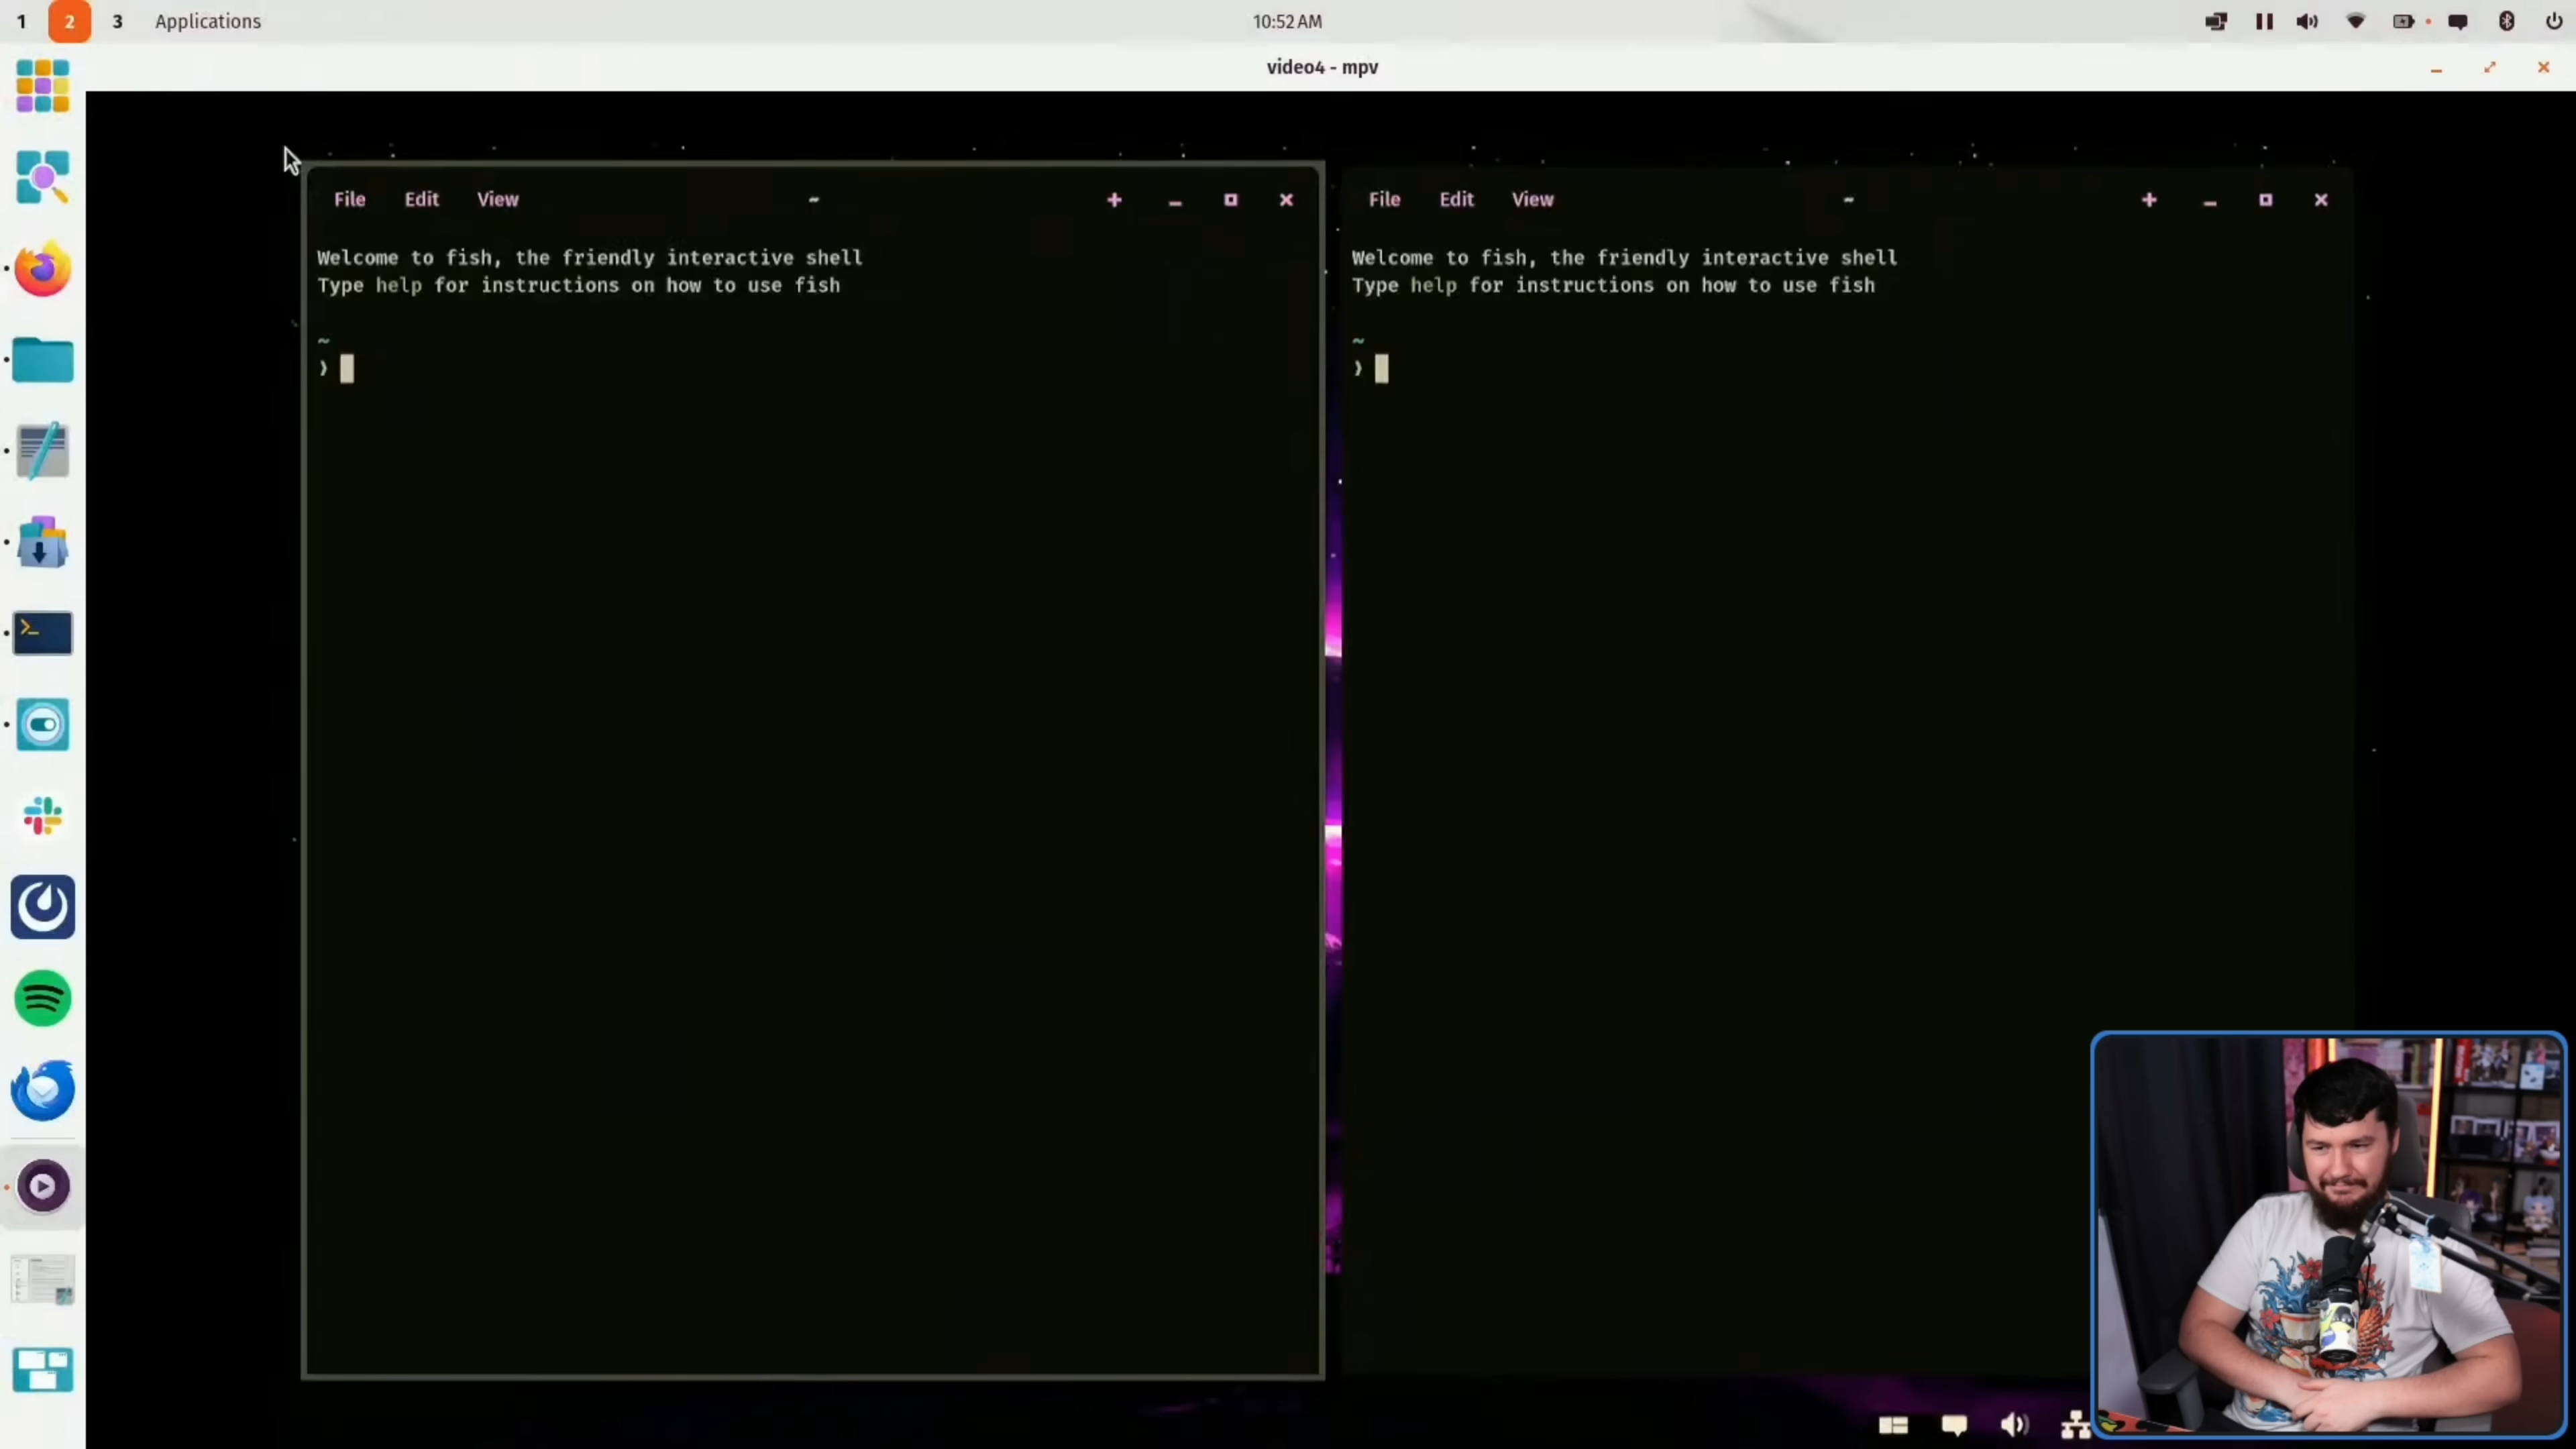 1 2 3 Applications 10:52 AM
video4 - mpv
File Edit View ~
Welcome to fish, the friendly interactive shell
Type help for instructions on how to use fish
~
❯
File Edit View ~
Welcome to fish, the friendly interactive shell
Type help for instructions on how to use fish
~
❯